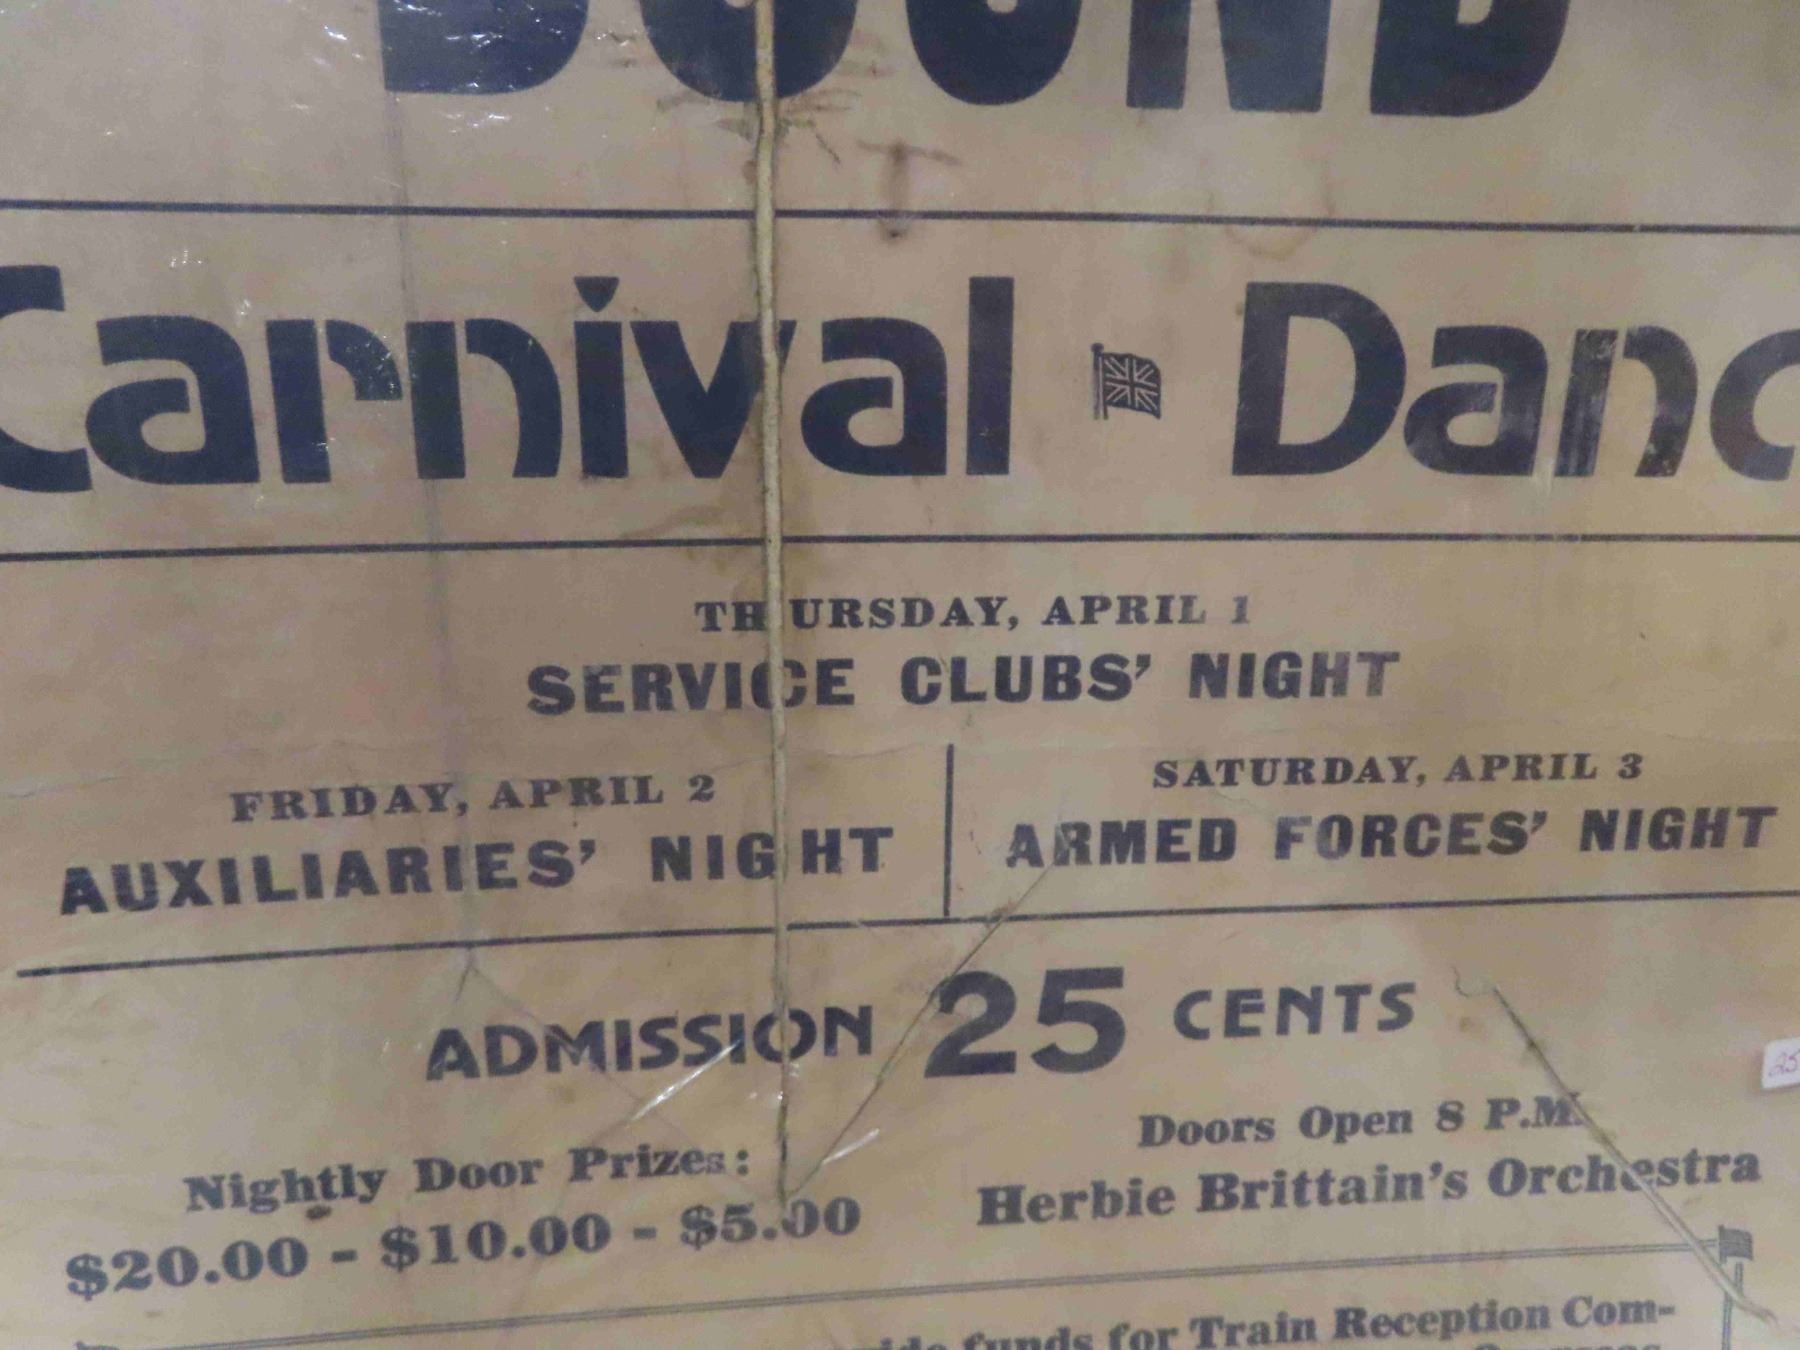 Carnival Danc
THURSDAY, APRIL 1
SERVICE CLUBS' NIGHT
FRIDAY, APRIL 2
AUXILIARIES' NIGHT
SATURDAY, APRIL 3
ARMED FORCES' NIGHT
ADMISSION 25 CENTS
Nightly Door Prizes:
$20.00 - $10.00 - $5.00
Doors Open 8 P.M.
Herbie Brittain's Orchestra
25
funds for Train Reception Com-